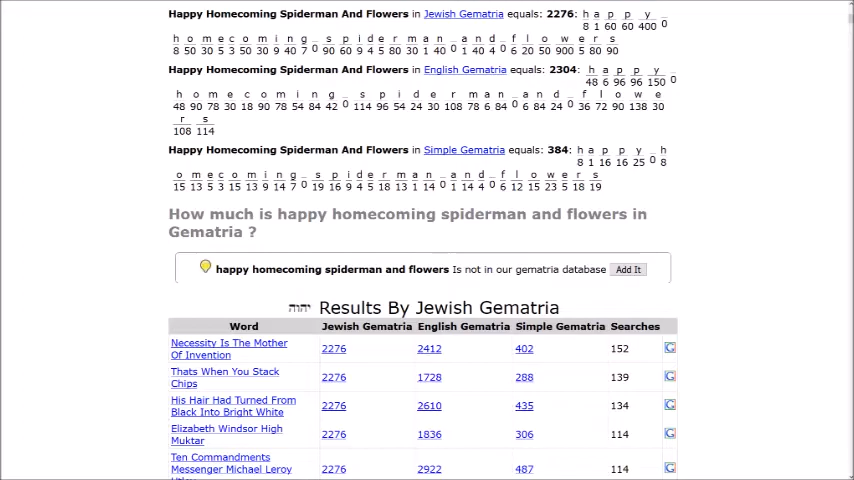 Happy Homecoming Spiderman And Flowers in Jewish Gematria equals: 2276: h a p p y _
8 1 60 60 400 0
h o m e c o m i n g _ s p i d e r m a n _ a n d _ f l o w e r s
8 50 30 5 3 50 30 9 40 7 0 90 60 9 4 5 80 30 1 40 0 1 40 4 0 6 20 50 900 5 80 90
Happy Homecoming Spiderman And Flowers in English Gematria equals: 2304: h a p p y _
48 6 96 96 150 0
h o m e c o m i n g _ s p i d e r m a n _ a n d _ f l o w e
48 90 78 30 18 90 78 54 84 42 0 114 96 54 24 30 108 78 6 84 0 6 84 24 0 36 72 90 138 30
r s
108 114
Happy Homecoming Spiderman And Flowers in Simple Gematria equals: 384: h a p p y _ h
8 1 16 16 25 0 8
o m e c o m i n g _ s p i d e r m a n _ a n d _ f l o w e r s
15 13 5 3 15 13 9 14 7 0 19 16 9 4 5 18 13 1 14 0 1 14 4 0 6 12 15 23 5 18 19
How much is happy homecoming spiderman and flowers in
Gematria ?
happy homecoming spiderman and flowers Is not in our gematria database Add It
יהוה Results By Jewish Gematria
Word Jewish Gematria English Gematria Simple Gematria Searches
Necessity Is The Mother
Of Invention 2276 2412 402 152 G
Thats When You Stack
Chips 2276 1728 288 139 G
His Hair Had Turned From
Black Into Bright White 2276 2610 435 134 G
Elizabeth Windsor High
Muktar 2276 1836 306 114 G
Ten Commandments
Messenger Michael Leroy 2276 2922 487 114 G